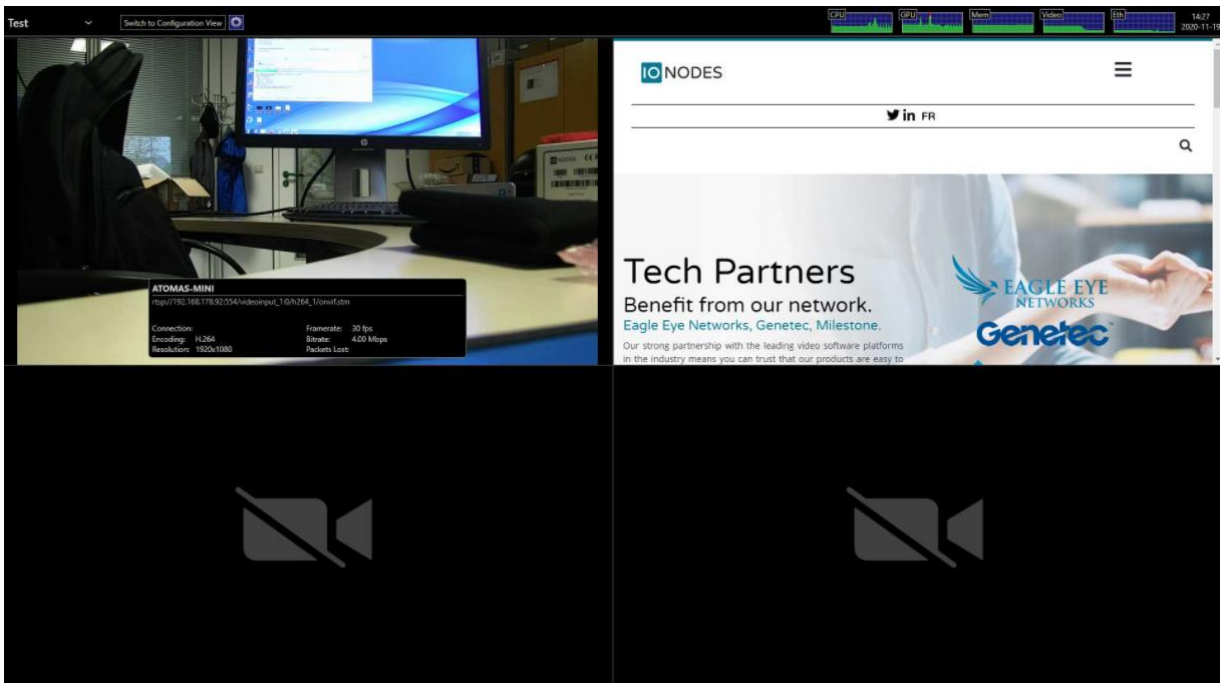 Test
Switch to Configuration View
CPU
GPU
Mem
Video
Eth
14:27
2020-11-19
IONODES
in FR
Tech Partners
Benefit from our network.
Eagle Eye Networks, Genetec, Milestone.
Our strong partnership with the leading video software platforms
in the industry means you can trust that our products are easy to
EAGLE EYE
NETWORKS
Genetec
IONODES
ATOMAS-MINI
rtsp://192.168.178.92:554/videoinput_1:0/h264_1/onvif.stm
Connection:
Encoding: H.264
Resolution: 1920x1080
Framerate: 30 fps
Bitrate: 4.00 Mbps
Packets Lost: